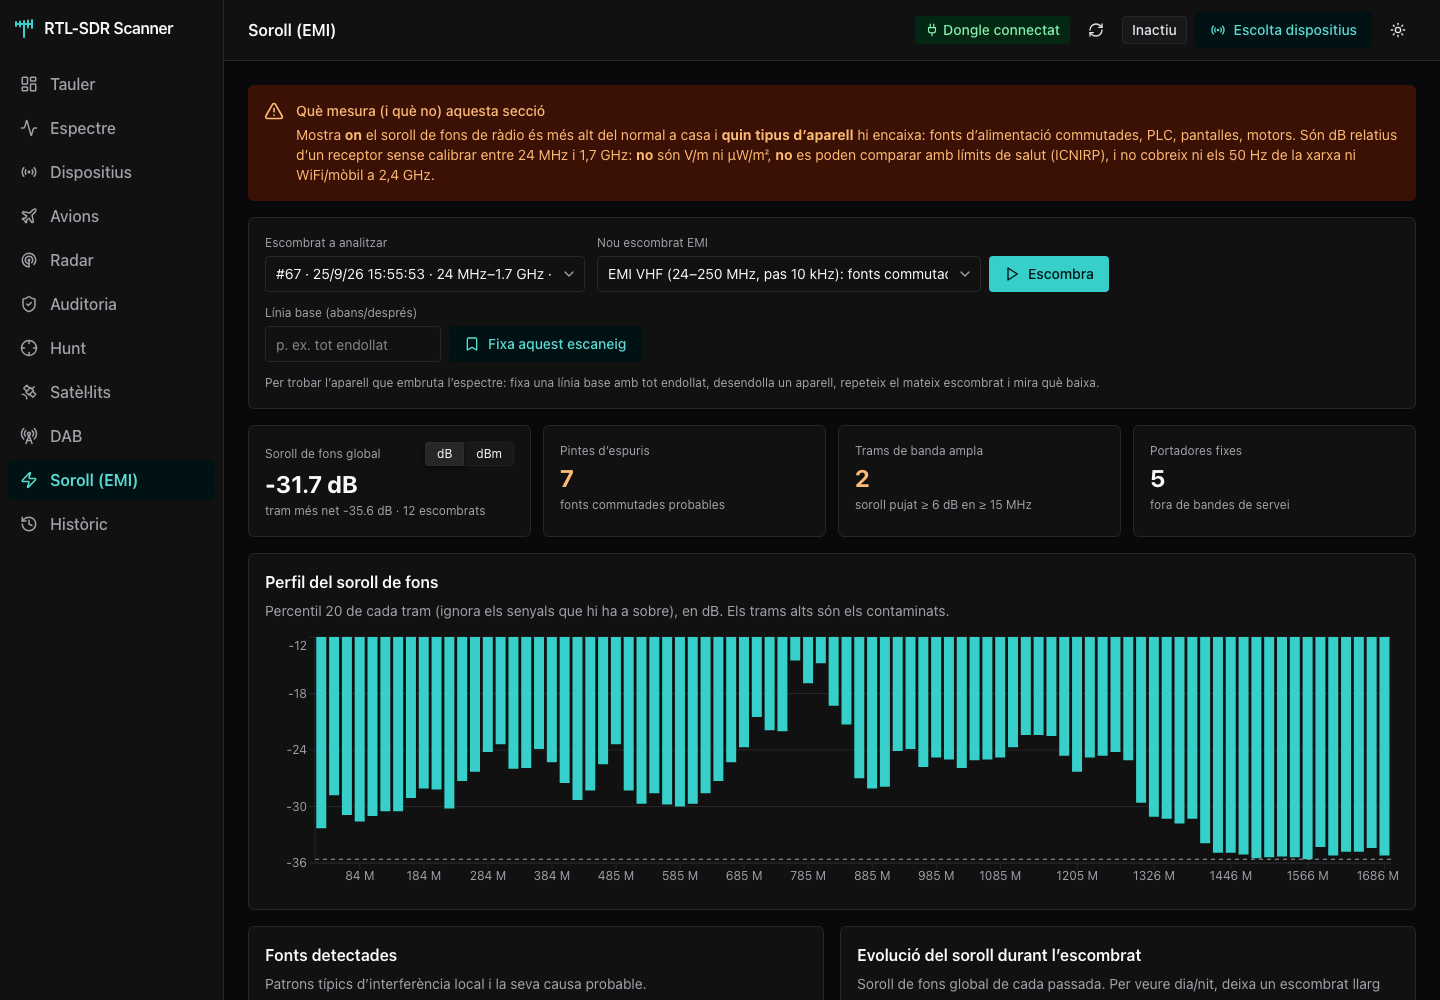 RTL-SDR Scanner
Tauler
Espectre
Dispositius
Avions
Radar
Auditoria
Hunt
Satèl·lits
DAB
Soroll (EMI)
Històric
Soroll (EMI)
Dongle connectat
Inactiu
Escolta dispositius
Què mesura (i què no) aquesta secció
Mostra on el soroll de fons de ràdio és més alt del normal a casa i quin tipus d’aparell hi encaixa: fonts d’alimentació commutades, PLC, pantalles, motors. Són dB relatius
d’un receptor sense calibrar entre 24 MHz i 1,7 GHz: no són V/m ni µW/m², no es poden comparar amb límits de salut (ICNIRP), i no cobreix ni els 50 Hz de la xarxa ni
WiFi/mòbil a 2,4 GHz.
Escombrat a analitzar
#67 · 25/9/26 15:55:53 · 24 MHz–1.7 GHz ·
Nou escombrat EMI
EMI VHF (24–250 MHz, pas 10 kHz): fonts commutac
Escombra
Línia base (abans/després)
p. ex. tot endollat
Fixa aquest escaneig
Per trobar l’aparell que embruta l’espectre: fixa una línia base amb tot endollat, desendolla un aparell, repeteix el mateix escombrat i mira què baixa.
Soroll de fons global
dB
dBm
-31.7 dB
tram més net -35.6 dB · 12 escombrats
Pintes d’espuris
7
fonts commutades probables
Trams de banda ampla
2
soroll pujat ≥ 6 dB en ≥ 15 MHz
Portadores fixes
5
fora de bandes de servei
Perfil del soroll de fons
Percentil 20 de cada tram (ignora els senyals que hi ha a sobre), en dB. Els trams alts són els contaminats.
-12
-18
-24
-30
-36
84 M
184 M
284 M
384 M
485 M
585 M
685 M
785 M
885 M
985 M
1085 M
1205 M
1326 M
1446 M
1566 M
1686 M
Fonts detectades
Patrons típics d’interferència local i la seva causa probable.
Evolució del soroll durant l’escombrat
Soroll de fons global de cada passada. Per veure dia/nit, deixa un escombrat llarg